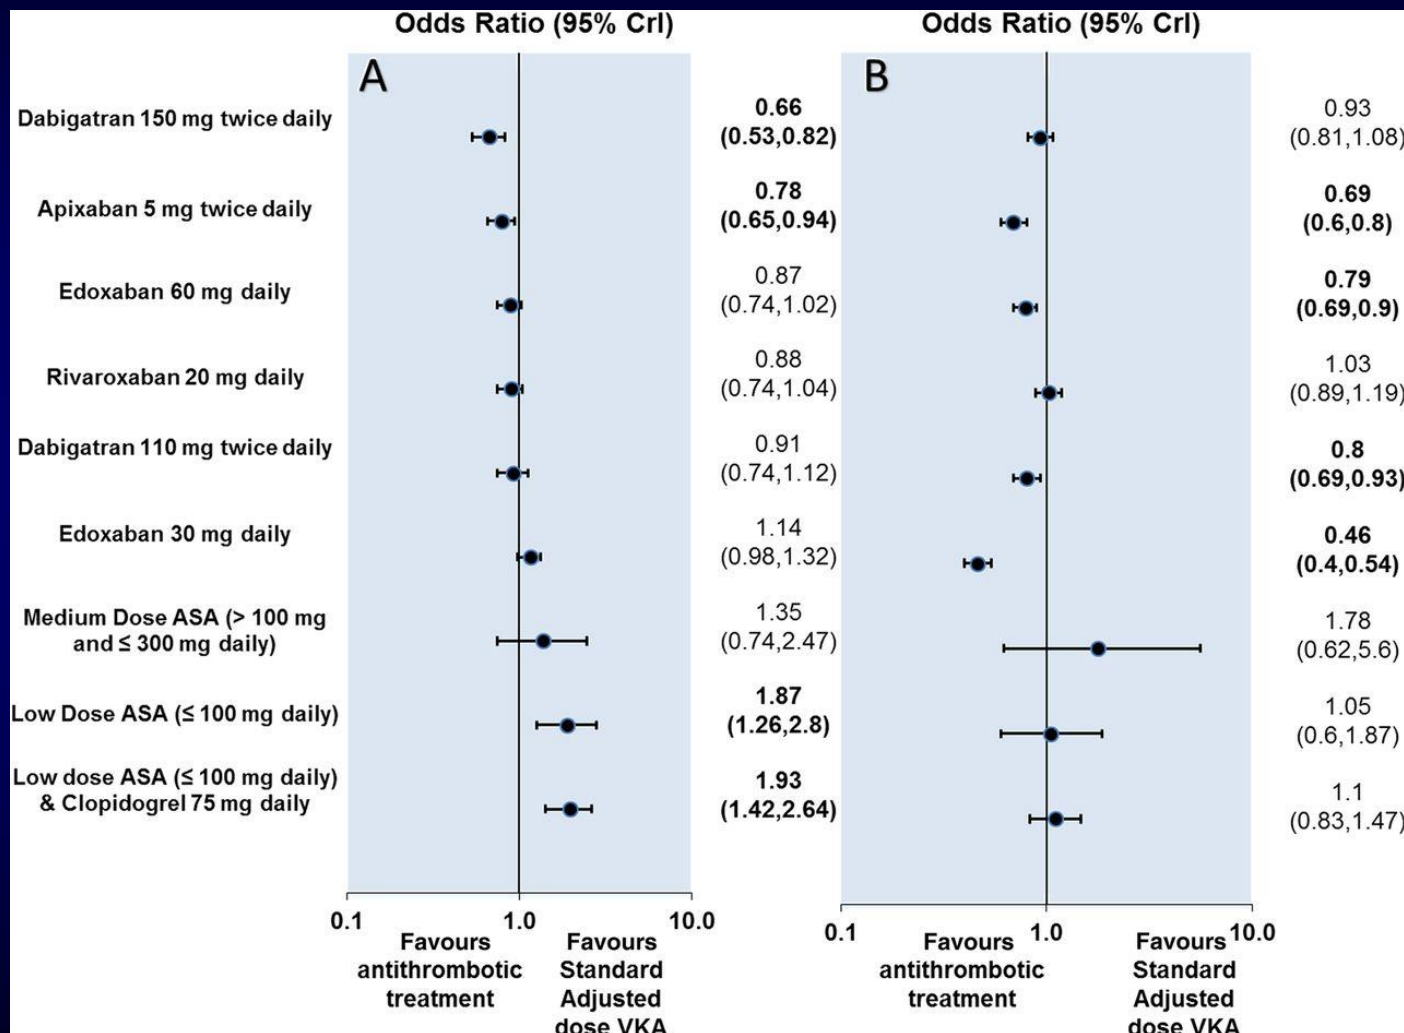 Odds Ratio (95% CrI)
Odds Ratio (95% CrI)
A
B
Dabigatran 150 mg twice daily
0.66
(0.53,0.82)
0.93
(0.81,1.08)
Apixaban 5 mg twice daily
0.78
(0.65,0.94)
0.69
(0.6,0.8)
Edoxaban 60 mg daily
0.87
(0.74,1.02)
0.79
(0.69,0.9)
Rivaroxaban 20 mg daily
0.88
(0.74,1.04)
1.03
(0.89,1.19)
Dabigatran 110 mg twice daily
0.91
(0.74,1.12)
0.8
(0.69,0.93)
Edoxaban 30 mg daily
1.14
(0.98,1.32)
0.46
(0.4,0.54)
Medium Dose ASA (> 100 mg
and ≤ 300 mg daily)
1.35
(0.74,2.47)
1.78
(0.62,5.6)
Low Dose ASA (≤ 100 mg daily)
1.87
(1.26,2.8)
1.05
(0.6,1.87)
Low dose ASA (≤ 100 mg daily)
& Clopidogrel 75 mg daily
1.93
(1.42,2.64)
1.1
(0.83,1.47)
0.1
1.0
10.0
Favours
antithrombotic
treatment
Favours
Standard
Adjusted
dose VKA
0.1
1.0
10.0
Favours
antithrombotic
treatment
Favours
Standard
Adjusted
dose VKA